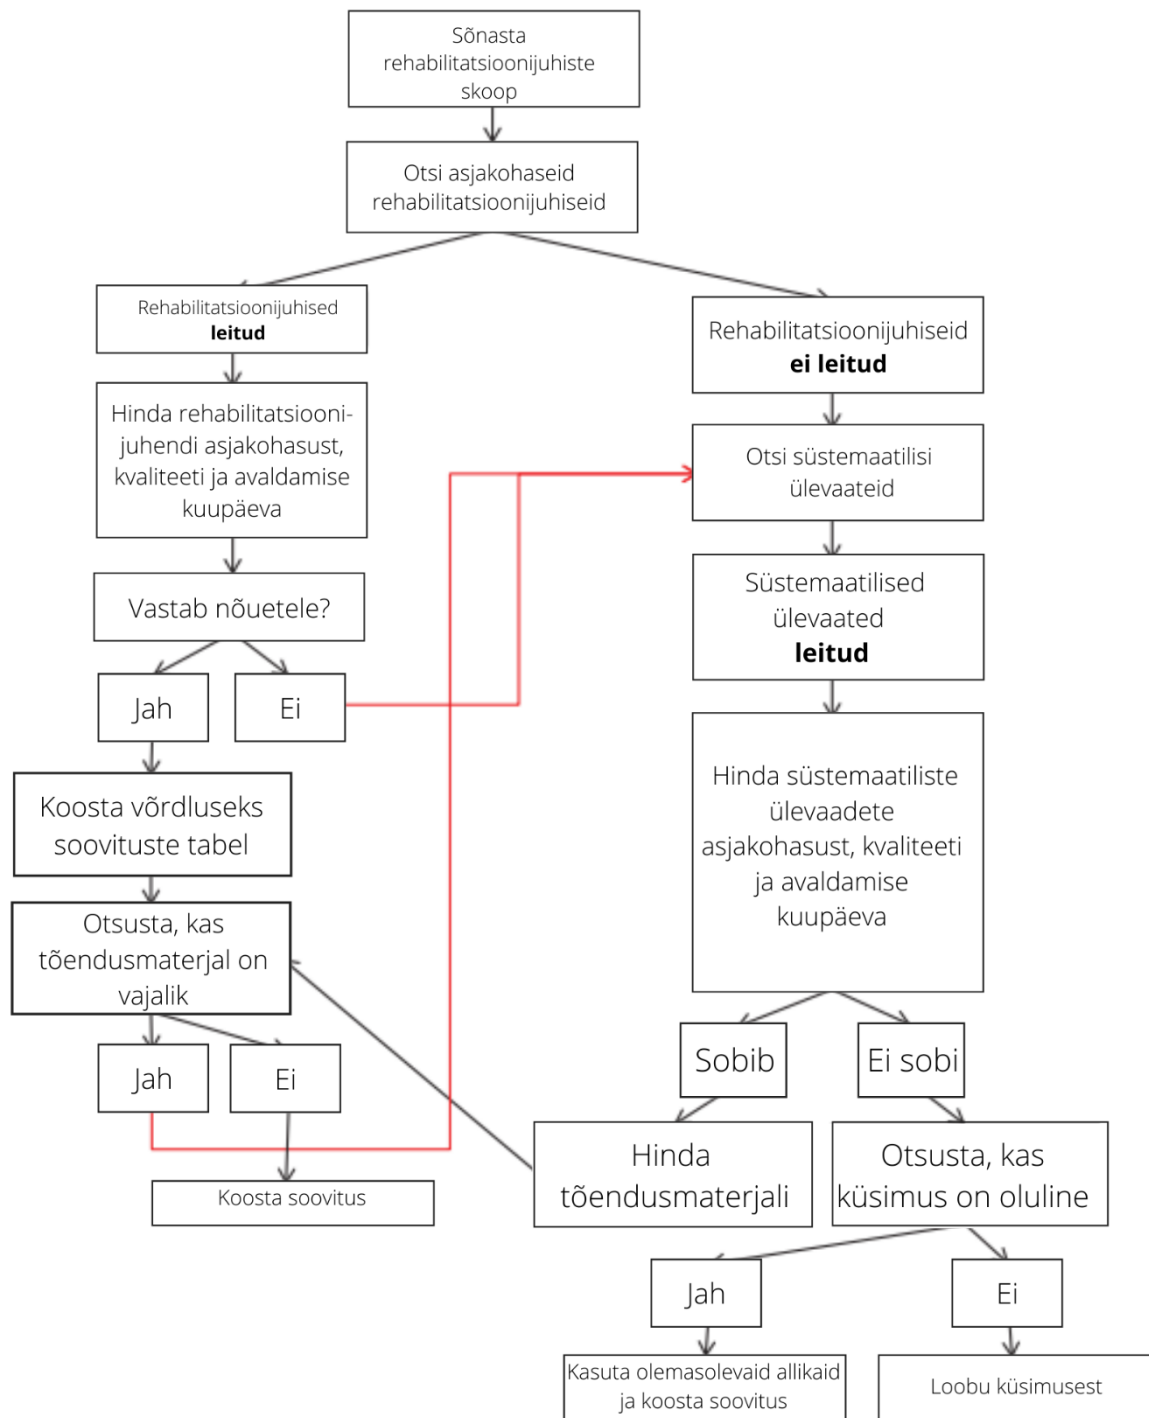 Sõnasta
rehabilitatsioonijuhiste
skoop
Otsi asjakohaseid
rehabilitatsioonijuhiseid
Rehabilitatsioonijuhised
leitud
Hinda rehabilitatsiooni-
juhendi asjakohasust,
kvaliteeti ja avaldamise
kuupäeva
Vastab nõuetele?
Jah
Ei
Koosta võrdluseks
soovituste tabel
Otsusta, kas
tõendusmaterjal on
vajalik
Jah
Ei
Koosta soovitus
Rehabilitatsioonijuhiseid
ei leitud
Otsi süstemaatilisi
ülevaateid
Süstemaatilised
ülevaated
leitud
Hinda süstemaatiliste
ülevaadete
asjakohasust, kvaliteeti
ja avaldamise
kuupäeva
Sobib
Ei sobi
Hinda
tõendusmaterjali
Otsusta, kas
küsimus on oluline
Jah
Ei
Kasuta olemasolevaid allikaid
ja koosta soovitus
Loobu küsimusest